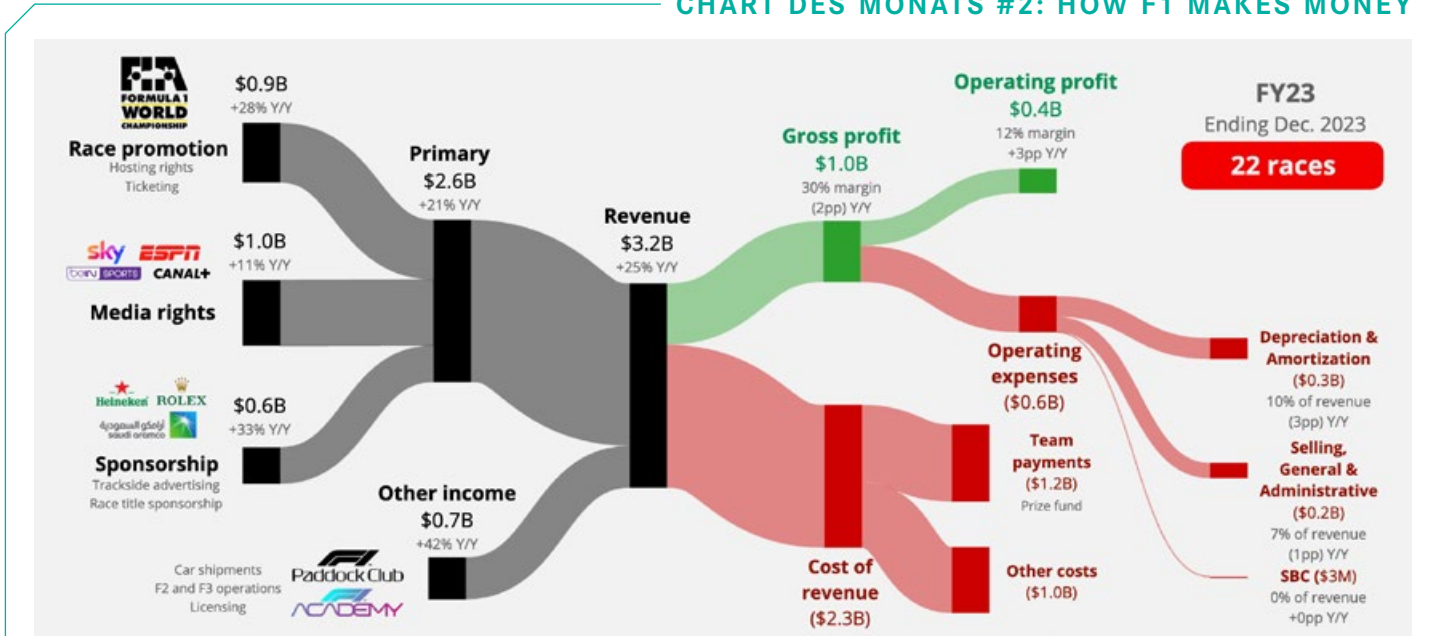 CHART DES MONATS #2: HOW F1 MAKES MONEY
FIA
FORMULA 1
WORLD
CHAMPIONSHIP
$0.9B
+28% Y/Y
Race promotion
Hosting rights
Ticketing
sky ESPN
beIN SPORTS CANAL+
$1.0B
+11% Y/Y
Media rights
Heineken ROLEX
أرامكو السعودية
saudi aramco
$0.6B
+33% Y/Y
Sponsorship
Trackside advertising
Race title sponsorship
Primary
$2.6B
+21% Y/Y
Other income
$0.7B
+42% Y/Y
Car shipments
F2 and F3 operations
Licensing
Paddock Club
ACADEMY
Revenue
$3.2B
+25% Y/Y
Gross profit
$1.0B
30% margin
(2pp) Y/Y
Operating profit
$0.4B
12% margin
+3pp Y/Y
FY23
Ending Dec. 2023
22 races
Operating
expenses
($0.6B)
Depreciation &
Amortization
($0.3B)
10% of revenue
(3pp) Y/Y
Selling,
General &
Administrative
($0.2B)
7% of revenue
(1pp) Y/Y
SBC ($3M)
0% of revenue
+0pp Y/Y
Cost of
revenue
($2.3B)
Team
payments
($1.2B)
Prize fund
Other costs
($1.0B)